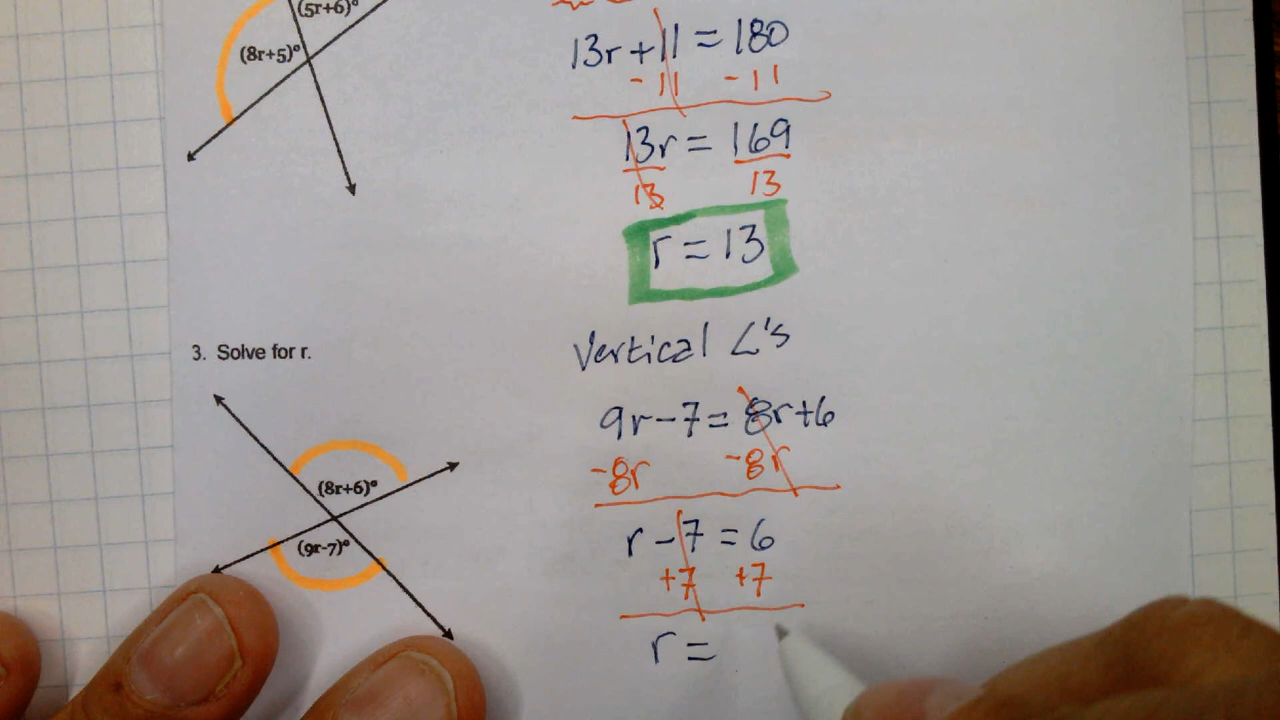 (5r+6)°
(8r+5)°
13r + 11 = 180
- 11 - 11
13r = 169
13 13
r = 13
3. Solve for r.
Vertical ∠'s
(8r+6)°
(9r-7)°
9r - 7 = 8r + 6
-8r -8r
r - 7 = 6
+7 +7
r =